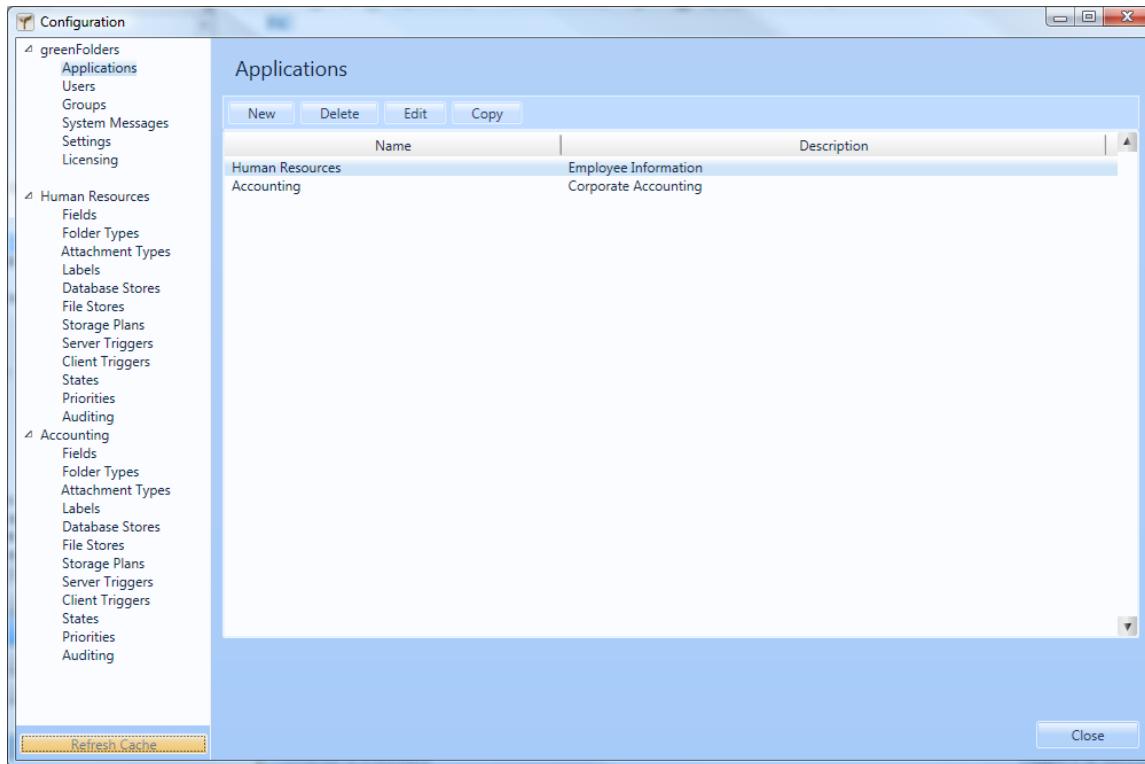 Configuration
greenFolders
Applications
Users
Groups
System Messages
Settings
Licensing
Human Resources
Fields
Folder Types
Attachment Types
Labels
Database Stores
File Stores
Storage Plans
Server Triggers
Client Triggers
States
Priorities
Auditing
Accounting
Fields
Folder Types
Attachment Types
Labels
Database Stores
File Stores
Storage Plans
Server Triggers
Client Triggers
States
Priorities
Auditing
Refresh Cache
Applications
New Delete Edit Copy
Name Description
Human Resources Employee Information
Accounting Corporate Accounting
Close